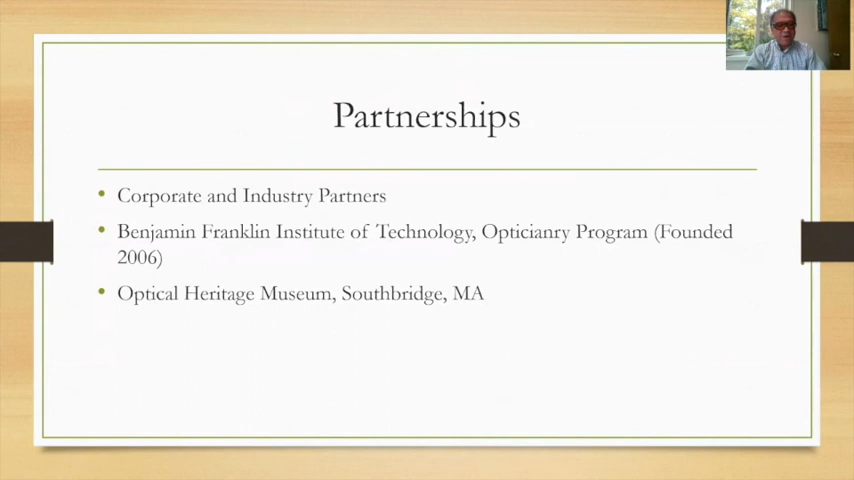 Partnerships
• Corporate and Industry Partners
• Benjamin Franklin Institute of Technology, Opticianry Program (Founded
2006)
• Optical Heritage Museum, Southbridge, MA